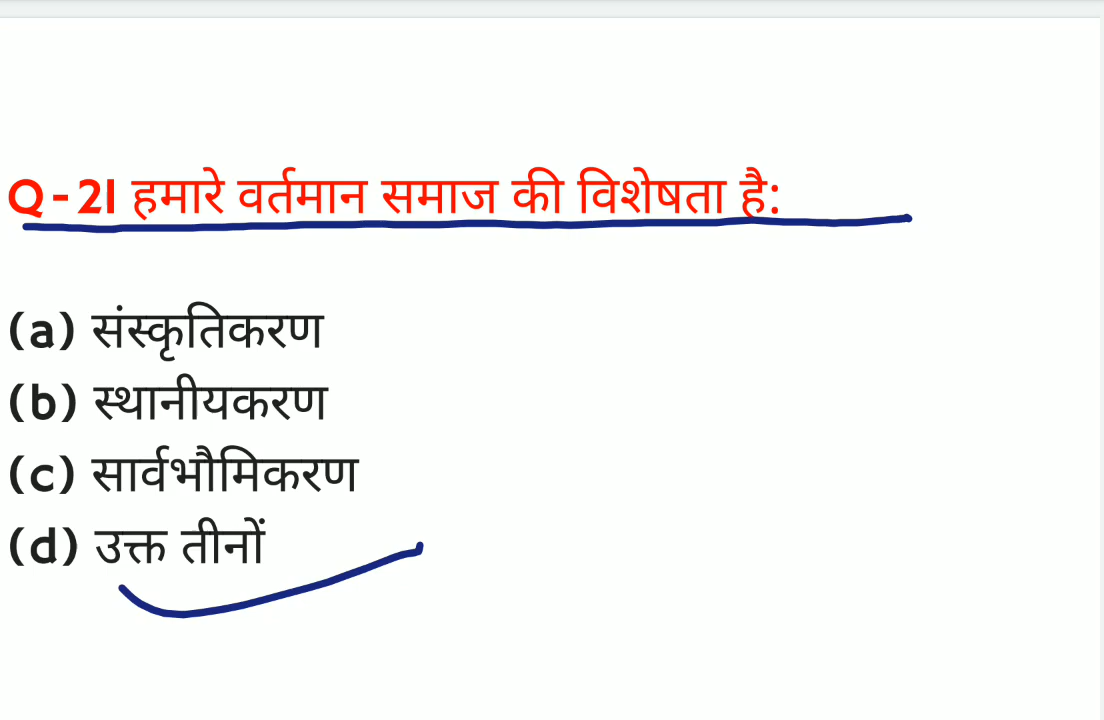 Q-21 हमारे वर्तमान समाज की विशेषता है:
(a) संस्कृतिकरण
(b) स्थानीयकरण
(c) सार्वभौमिकरण
(d) उक्त तीनों